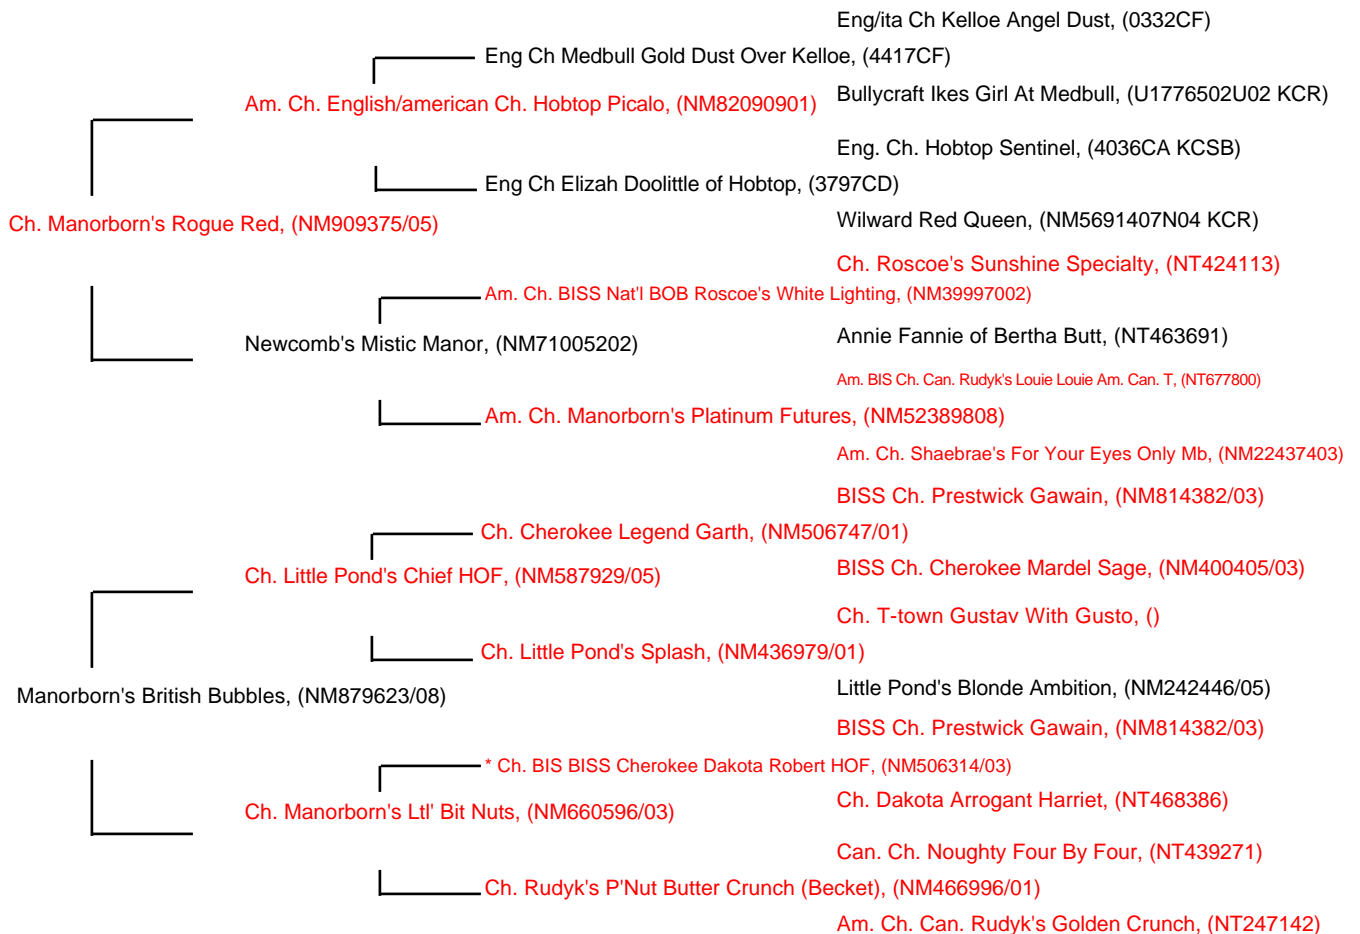 Eng/ita Ch Kelloe Angel Dust, (0332CF)
Eng Ch Medbull Gold Dust Over Kelloe, (4417CF)
Bullycraft Ikes Girl At Medbull, (U1776502U02 KCR)
Am. Ch. English/american Ch. Hobtop Picalo, (NM82090901)
Eng. Ch. Hobtop Sentinel, (4036CA KCSB)
Eng Ch Elizah Doolittle of Hobtop, (3797CD)
Wilward Red Queen, (NM5691407N04 KCR)
Ch. Manorborn's Rogue Red, (NM909375/05)
Ch. Roscoe's Sunshine Specialty, (NT424113)
Am. Ch. BISS Nat'l BOB Roscoe's White Lighting, (NM39997002)
Annie Fannie of Bertha Butt, (NT463691)
Newcomb's Mistic Manor, (NM71005202)
Am. BIS Ch. Can. Rudyk's Louie Louie Am. Can. T, (NT677800)
Am. Ch. Manorborn's Platinum Futures, (NM52389808)
Am. Ch. Shaebrae's For Your Eyes Only Mb, (NM22437403)
BISS Ch. Prestwick Gawain, (NM814382/03)
Ch. Cherokee Legend Garth, (NM506747/01)
BISS Ch. Cherokee Mardel Sage, (NM400405/03)
Ch. Little Pond's Chief HOF, (NM587929/05)
Ch. T-town Gustav With Gusto, ()
Ch. Little Pond's Splash, (NM436979/01)
Little Pond's Blonde Ambition, (NM242446/05)
Manorborn's British Bubbles, (NM879623/08)
BISS Ch. Prestwick Gawain, (NM814382/03)
* Ch. BIS BISS Cherokee Dakota Robert HOF, (NM506314/03)
Ch. Dakota Arrogant Harriet, (NT468386)
Ch. Manorborn's Ltl' Bit Nuts, (NM660596/03)
Can. Ch. Noughty Four By Four, (NT439271)
Ch. Rudyk's P'Nut Butter Crunch (Becket), (NM466996/01)
Am. Ch. Can. Rudyk's Golden Crunch, (NT247142)